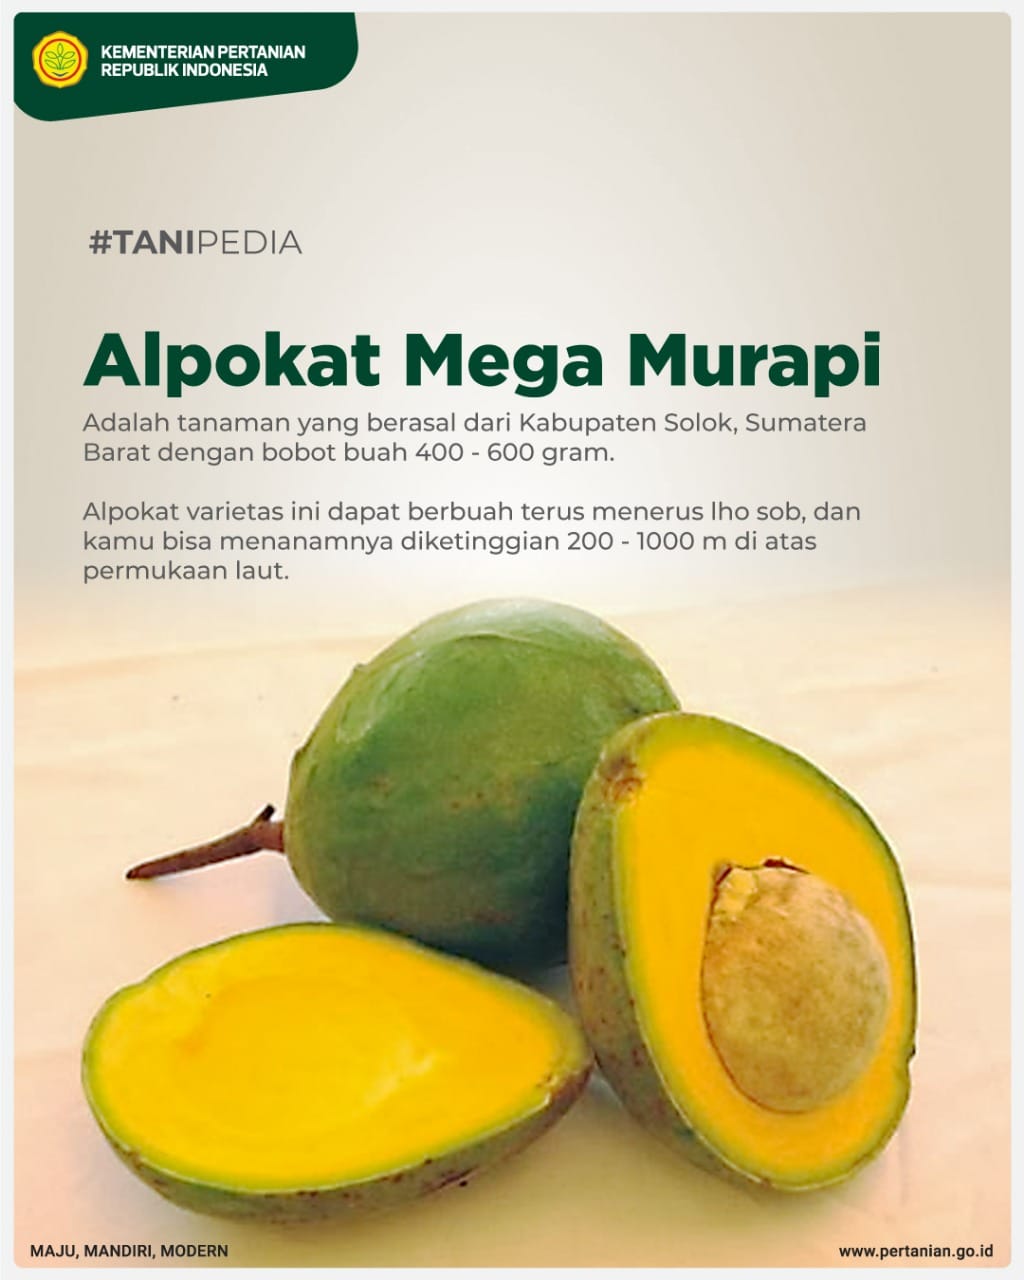 KEMENTERIAN PERTANIAN
REPUBLIK INDONESIA
#TANIPEDIA
Alpokat Mega Murapi
Adalah tanaman yang berasal dari Kabupaten Solok, Sumatera
Barat dengan bobot buah 400 - 600 gram.
Alpokat varietas ini dapat berbuah terus menerus lho sob, dan
kamu bisa menanamnya diketinggian 200 - 1000 m di atas
permukaan laut.
MAJU, MANDIRI, MODERN
www.pertanian.go.id